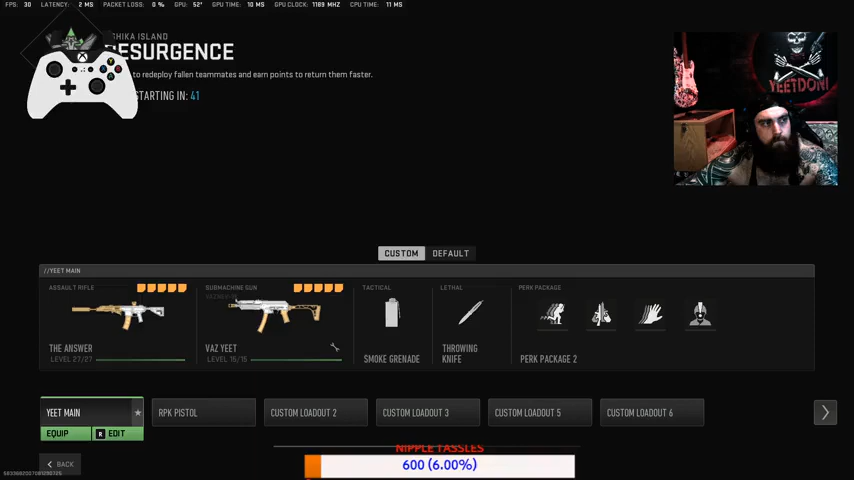 FPS: 30 LATENCY: 2 MS PACKET LOSS: 0 % GPU: 52° GPU TIME: 10 MS GPU CLOCK: 1189 MHZ CPU TIME: 11 MS
SHIKA ISLAND
RESURGENCE
to redeploy fallen teammates and earn points to return them faster.
STARTING IN: 41
YEETDONI
CUSTOM DEFAULT
//YEET MAIN
ASSAULT RIFLE SUBMACHINE GUN TACTICAL LETHAL PERK PACKAGE
THE ANSWER VAZ YEET SMOKE GRENADE THROWING KNIFE PERK PACKAGE 2
LEVEL 27/27 LEVEL 16/16
YEET MAIN RPK PISTOL CUSTOM LOADOUT 2 CUSTOM LOADOUT 3 CUSTOM LOADOUT 5 CUSTOM LOADOUT 6
EQUIP R EDIT
NIPPLE TASSLES
BACK 600 (6.00%)